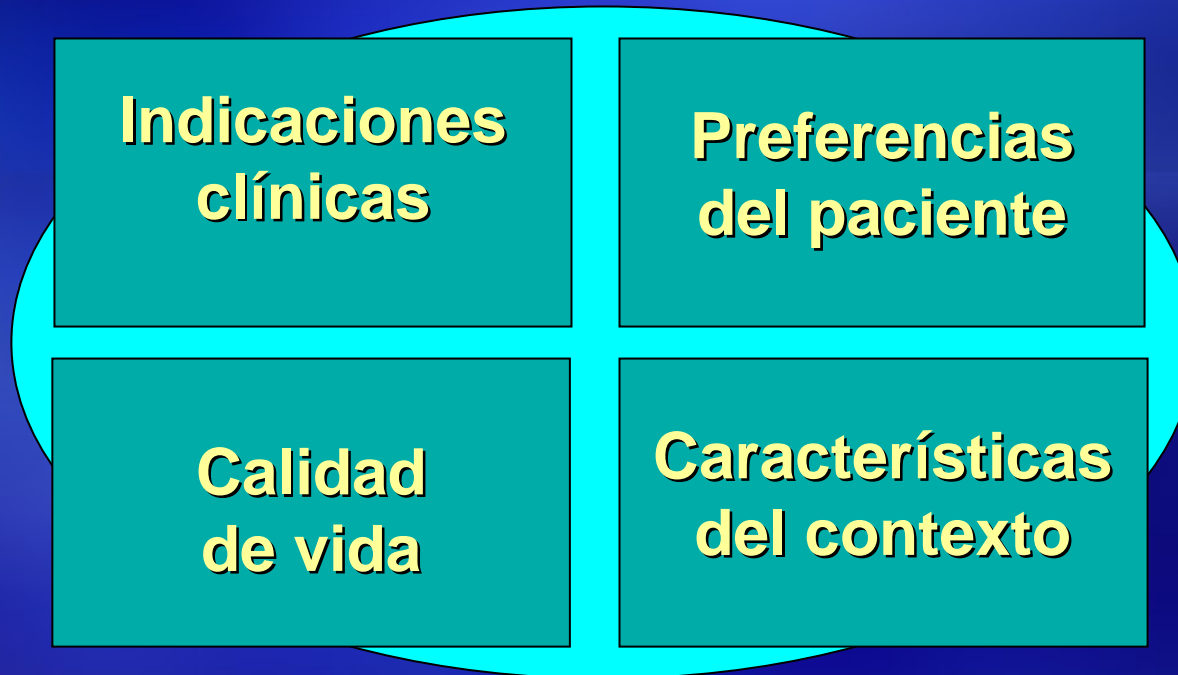 Indicaciones
clínicas
Preferencias
del paciente
Calidad
de vida
Características
del contexto